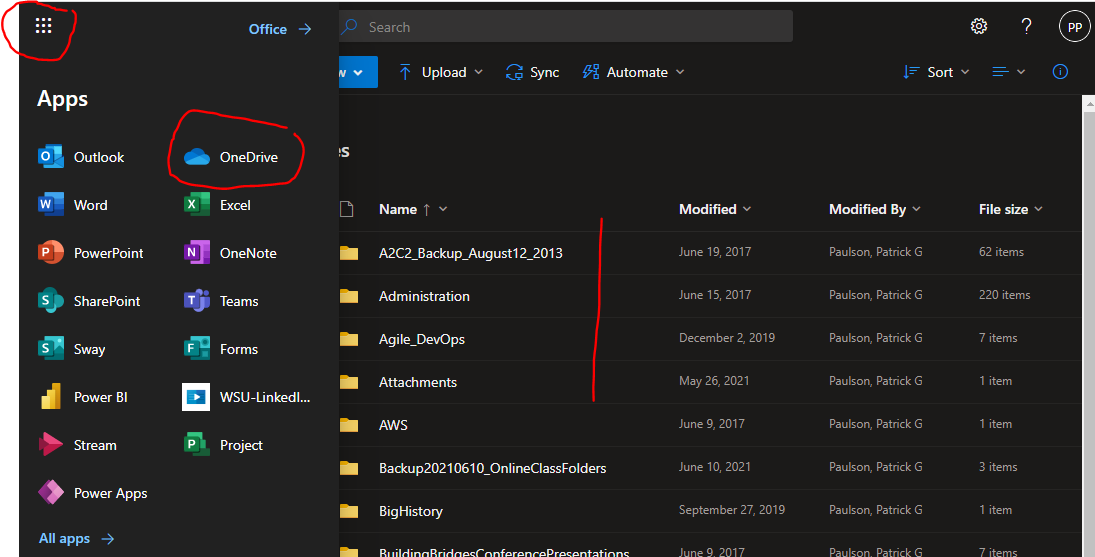 Office →
Search
? PP
w Upload Sync Automate Sort
Apps
es
Outlook OneDrive
Word Excel
PowerPoint OneNote
SharePoint Teams
Sway Forms
Power BI WSU-LinkedI...
Stream Project
Power Apps
All apps →
Name ↑ Modified Modified By File size
A2C2_Backup_August12_2013 June 19, 2017 Paulson, Patrick G 62 items
Administration June 15, 2017 Paulson, Patrick G 220 items
Agile_DevOps December 2, 2019 Paulson, Patrick G 7 items
Attachments May 26, 2021 Paulson, Patrick G 1 item
AWS June 9, 2017 Paulson, Patrick G 1 item
Backup20210610_OnlineClassFolders June 10, 2021 Paulson, Patrick G 3 items
BigHistory September 27, 2019 Paulson, Patrick G 1 item
BuildingBridgesConferencePresentations June 9, 2017 Paulson, Patrick G 7 items